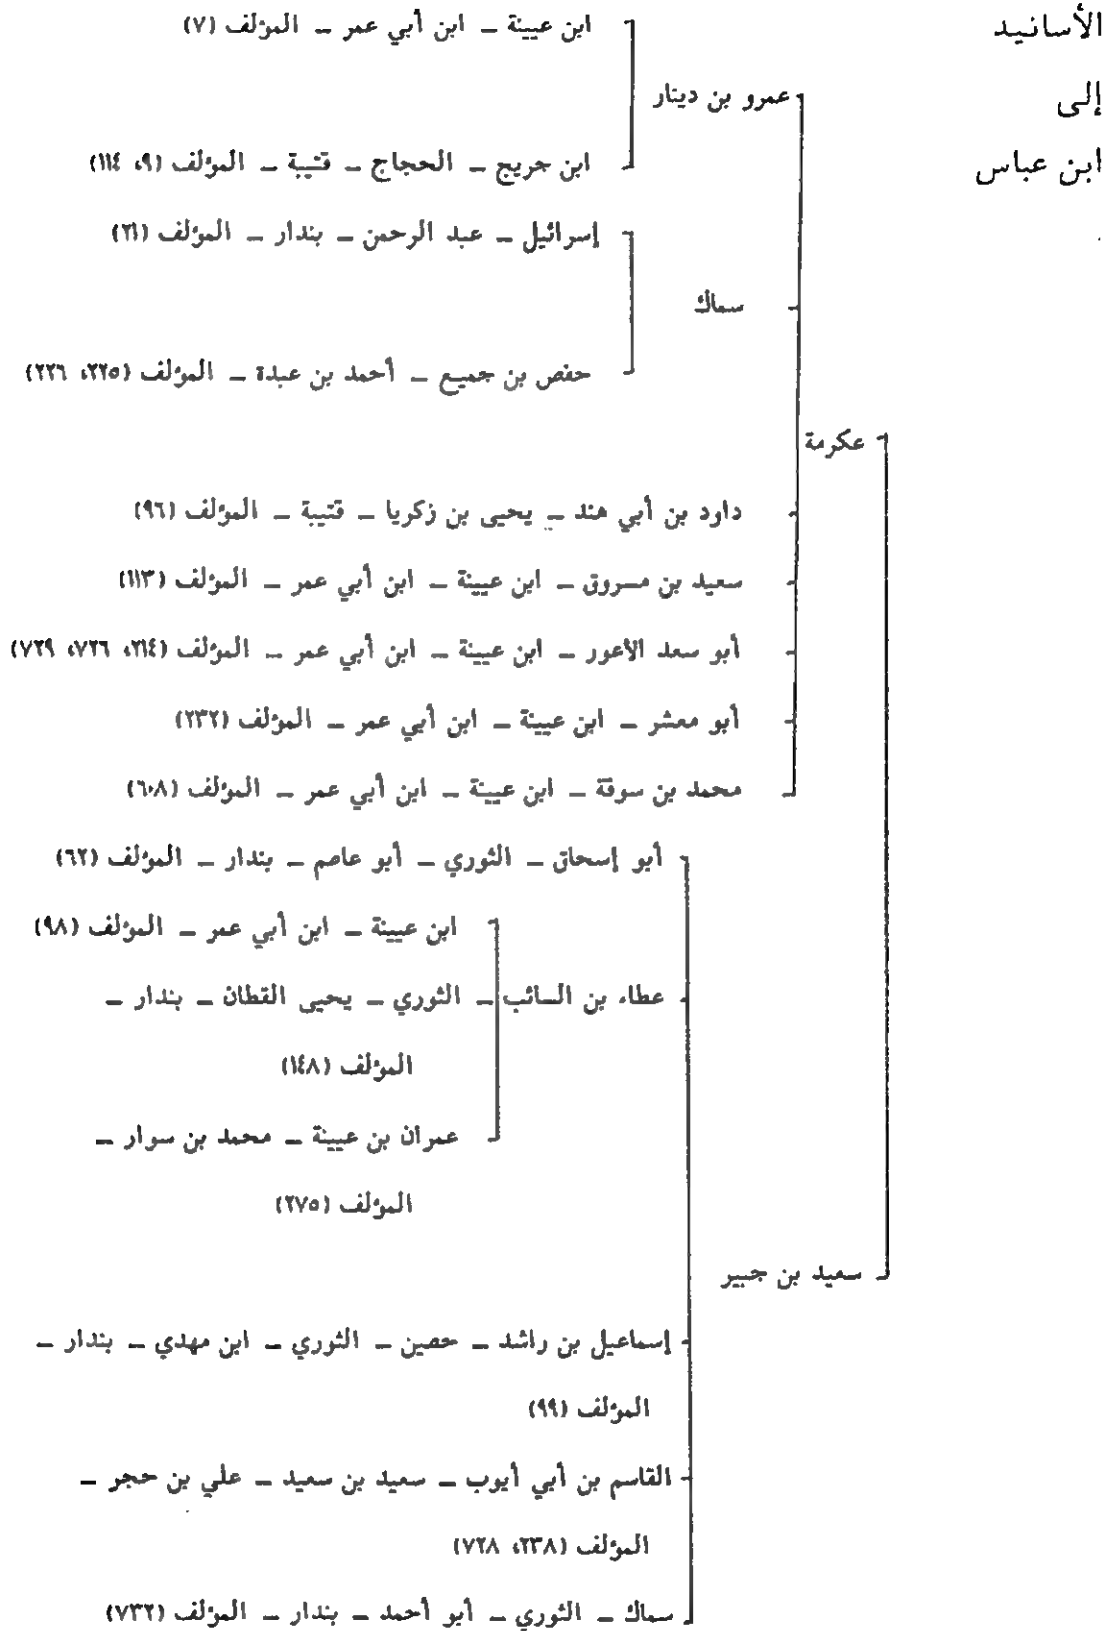 الأسانيد
إلى
ابن عباس
ابن عيينة – ابن أبي عمر – المؤلف (٧)
عمرو بن دينار
ابن جريج – الحجاج – قتيبة – المؤلف (٩، ١١٤)
إسرائيل – عبد الرحمن – بندار – المؤلف (٢١)
سماك
حفص بن جميع – أحمد بن عبدة – المؤلف (٢٢٥، ٢٢٦)
عكرمة
داود بن أبي هند – يحيى بن زكريا – قتيبة – المؤلف (٩٦)
سعيد بن مسروق – ابن عيينة – ابن أبي عمر – المؤلف (١١٣)
أبو سعد الأعور – ابن عيينة – ابن أبي عمر – المؤلف (٢١٤، ٧٢٦، ٧٢٩)
أبو معشر – ابن عيينة – ابن أبي عمر – المؤلف (٢٣٢)
محمد بن سوقة – ابن عيينة – ابن أبي عمر – المؤلف (٦٠٨)
أبو إسحاق – الثوري – أبو عاصم – بندار – المؤلف (٦٢)
ابن عيينة – ابن أبي عمر – المؤلف (٩٨)
عطاء بن السائب – الثوري – يحيى القطان – بندار –
المؤلف (١٤٨)
عمران بن عيينة – محمد بن سوار –
المؤلف (٢٧٥)
سعيد بن جبير
إسماعيل بن راشد – حصين – الثوري – ابن مهدي – بندار –
المؤلف (٩٩)
القاسم بن أبي أيوب – سعيد بن سعيد – علي بن حجر –
المؤلف (٢٣٨، ٧٢٨)
سماك – الثوري – أبو أحمد – بندار – المؤلف (٧٣٢)